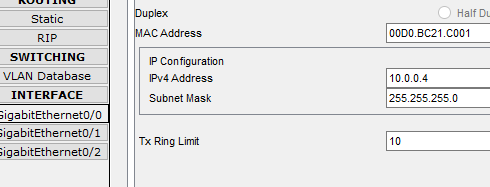 ROUTING
Static
RIP
SWITCHING
VLAN Database
INTERFACE
GigabitEthernet0/0
GigabitEthernet0/1
GigabitEthernet0/2
Duplex
Half Du
MAC Address
00D0.BC21.C001
IP Configuration
IPv4 Address
10.0.0.4
Subnet Mask
255.255.255.0
Tx Ring Limit
10